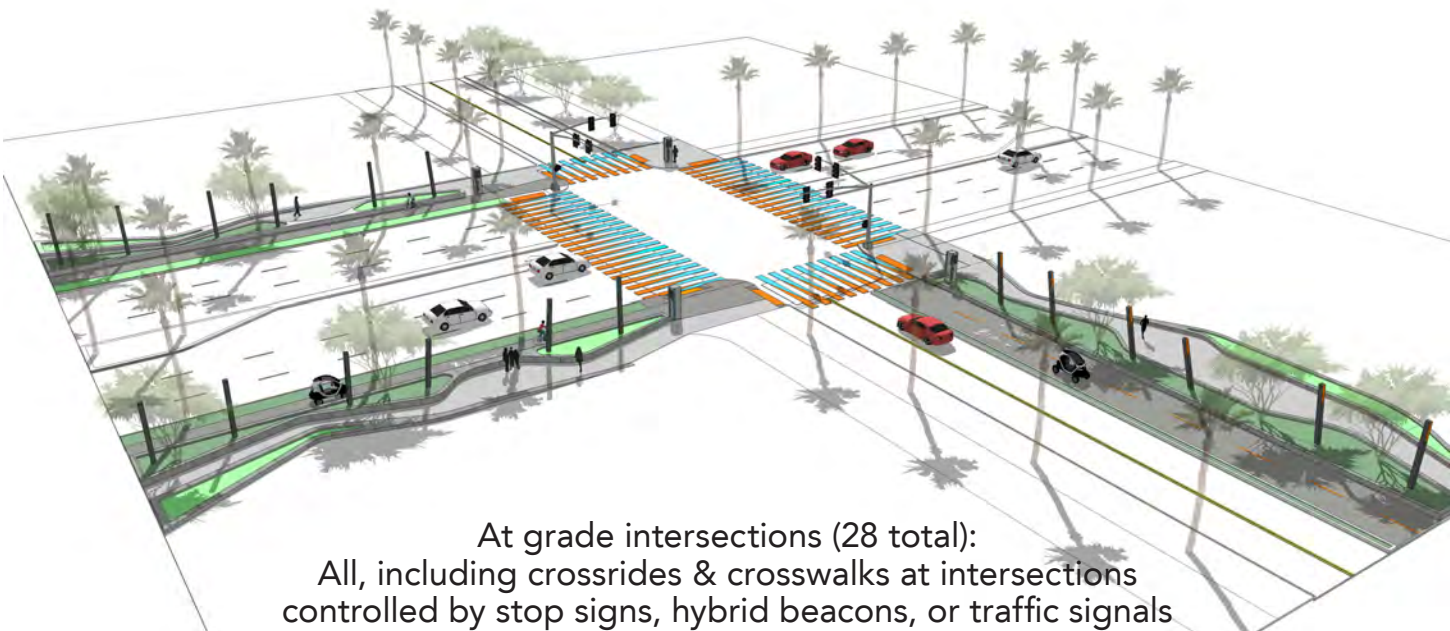 At grade intersections (28 total):
All, including crossrides & crosswalks at intersections
controlled by stop signs, hybrid beacons, or traffic signals